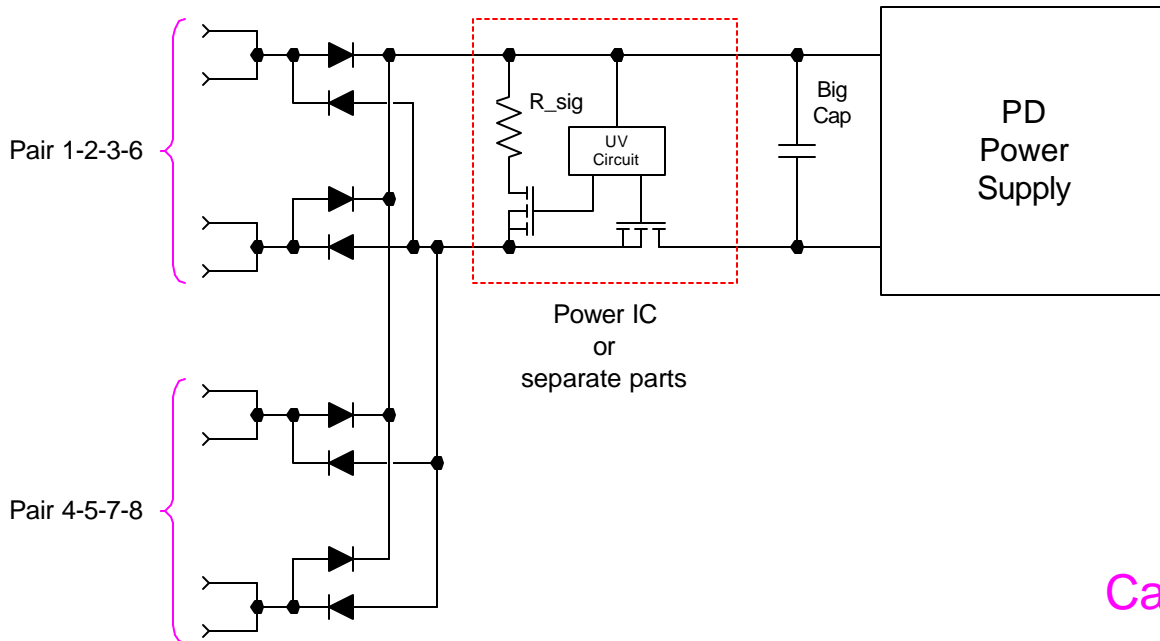 Pair 1-2-3-6
R_sig
UV
Circuit
Big
Cap
PD
Power
Supply
Power IC
or
separate parts
Pair 4-5-7-8
Ca